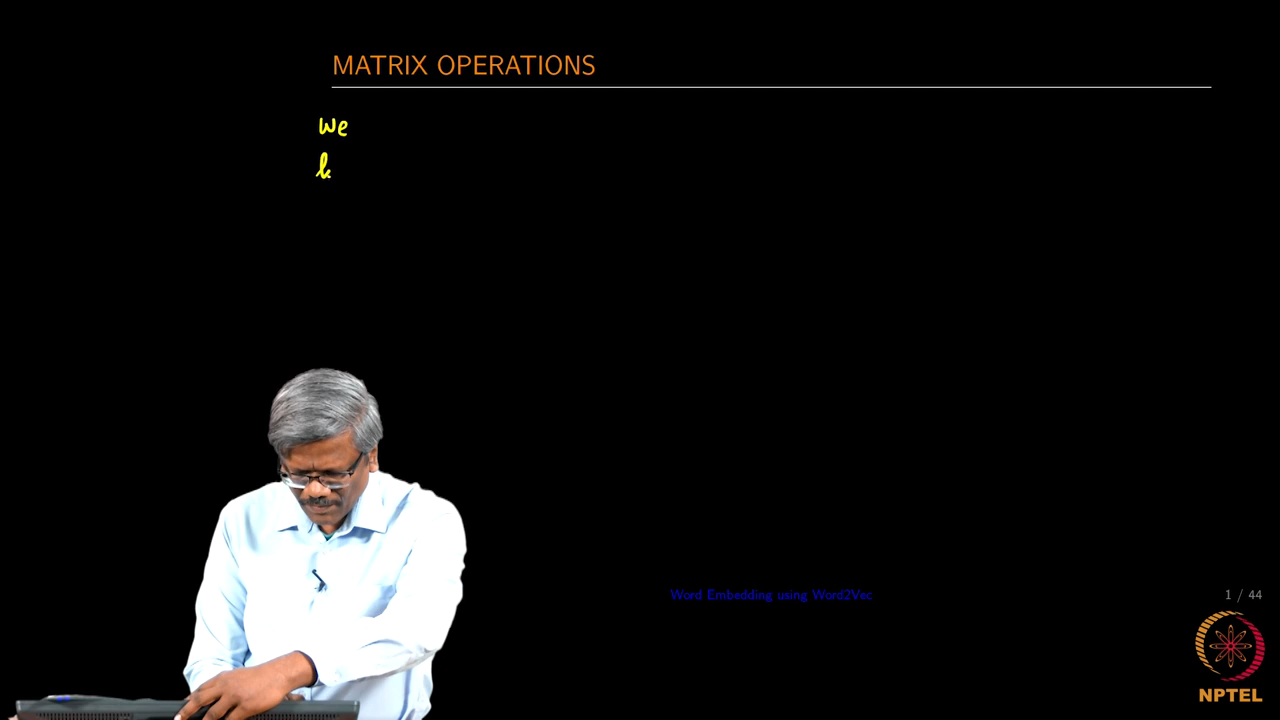 MATRIX OPERATIONS
we
Word Embedding using Word2Vec
1 / 44
NPTEL